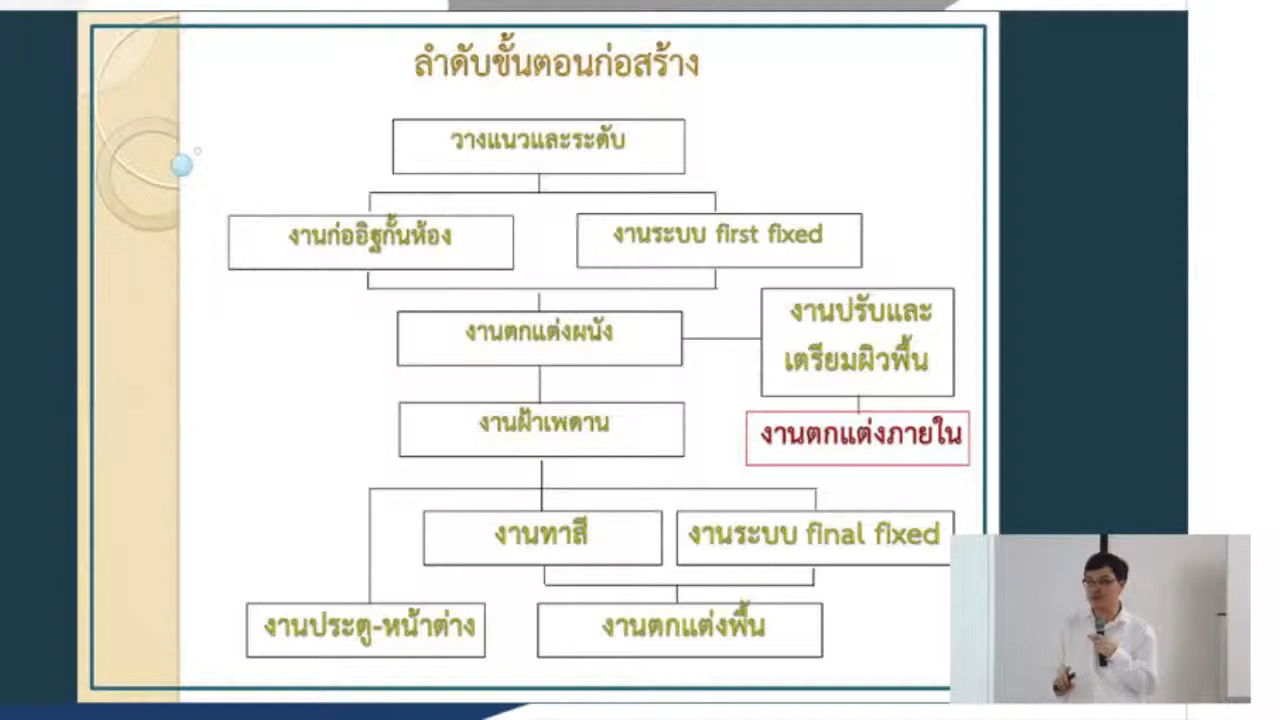 ลำดับขั้นตอนก่อสร้าง
วางแนวและระดับ
งานก่ออิฐกั้นห้อง
งานระบบ first fixed
งานตกแต่งผนัง
งานปรับและ
เตรียมผิวพื้น
งานฝ้าเพดาน
งานตกแต่งภายใน
งานทาสี
งานระบบ final fixed
งานประตู-หน้าต่าง
งานตกแต่งพื้น